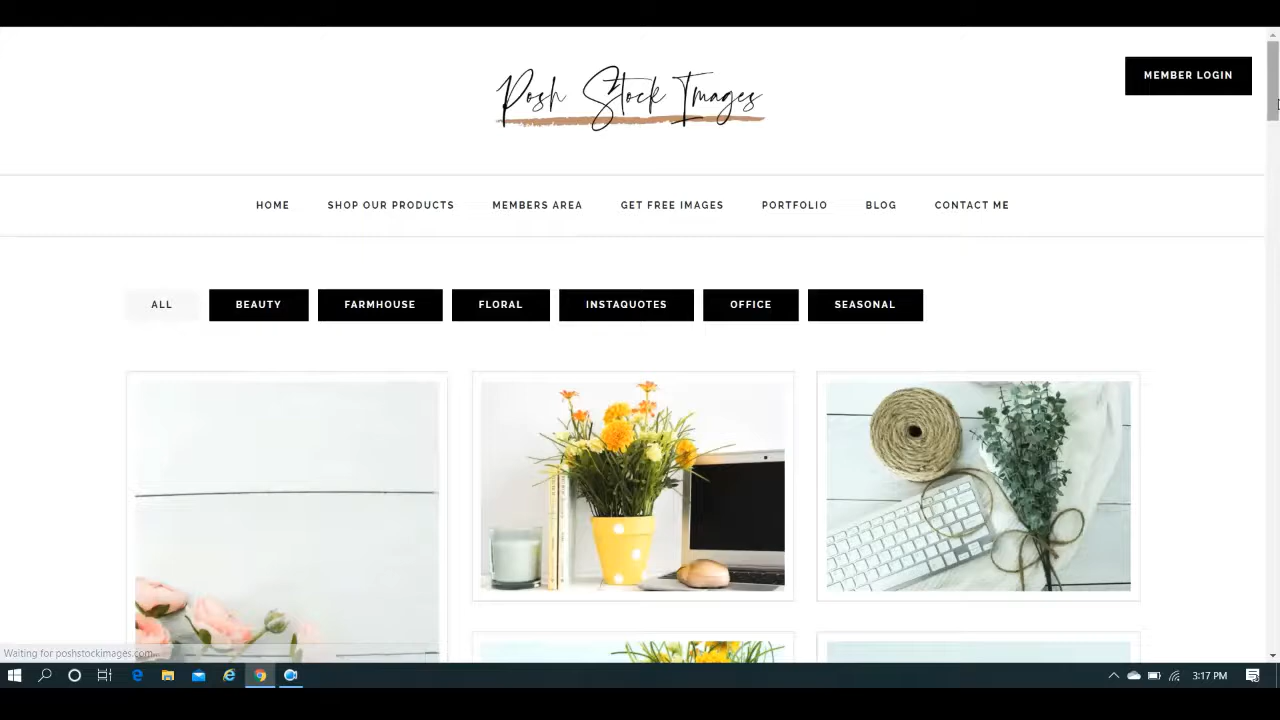 Posh Stock Images
MEMBER LOGIN
HOME SHOP OUR PRODUCTS MEMBERS AREA GET FREE IMAGES PORTFOLIO BLOG CONTACT ME
ALL BEAUTY FARMHOUSE FLORAL INSTAQUOTES OFFICE SEASONAL
Waiting for poshstockimages.com...
3:17 PM